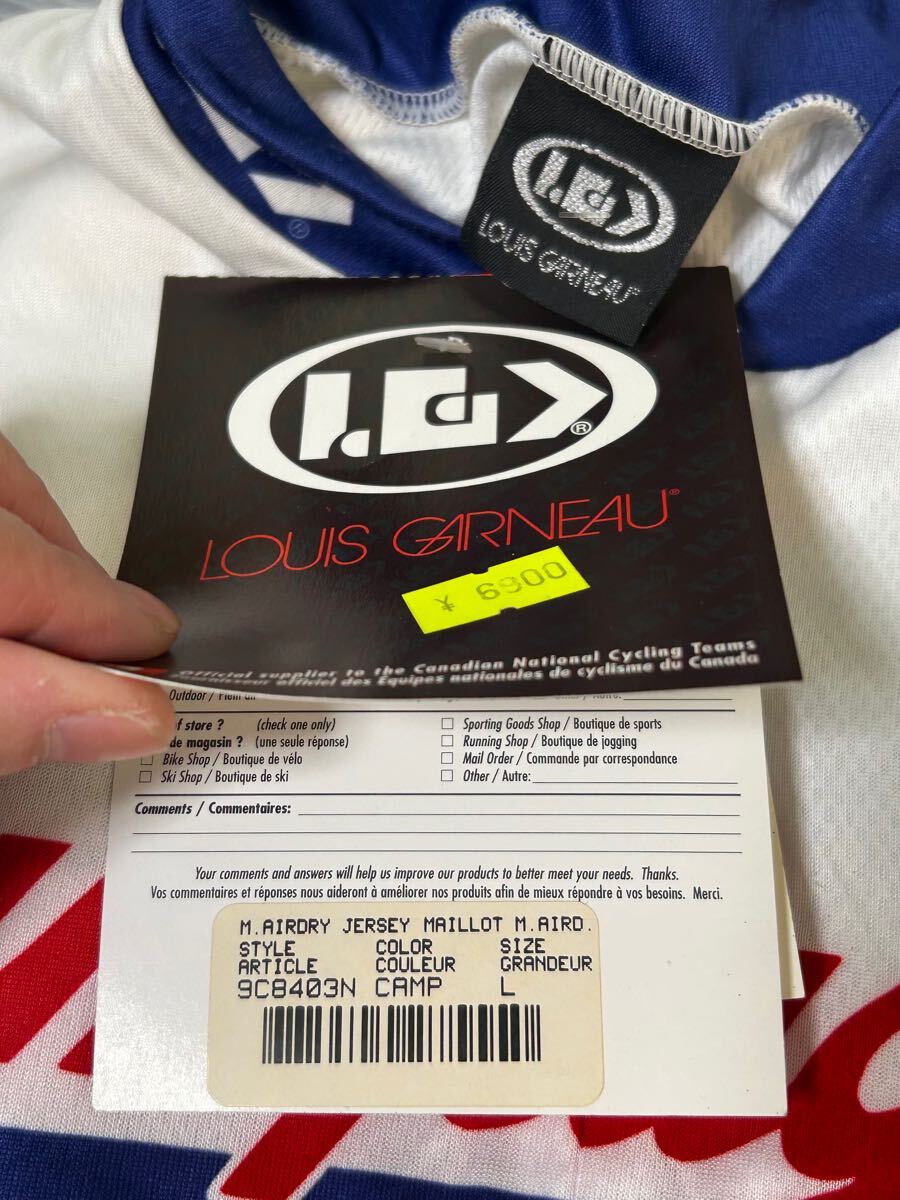 LOUIS GARNEAU®
®
LOUIS GARNEAU®
¥ 6900
Official supplier to the Canadian National Cycling Teams
officiel des Équipes nationales de cyclisme du Canada
Outdoor / Plein air
of store ? (check one only)
de magasin ? (une seule réponse)
Bike Shop / Boutique de vélo
Ski Shop / Boutique de ski
Sporting Goods Shop / Boutique de sports
Running Shop / Boutique de jogging
Mail Order / Commande par correspondance
Other / Autre:
Comments / Commentaires:
Your comments and answers will help us improve our products to better meet your needs. Thanks.
Vos commentaires et réponses nous aideront à améliorer nos produits afin de mieux répondre à vos besoins. Merci.
M.AIRDRY JERSEY MAILLOT M.AIRD.
STYLE COLOR SIZE
ARTICLE COULEUR GRANDEUR
9C8403N CAMP L